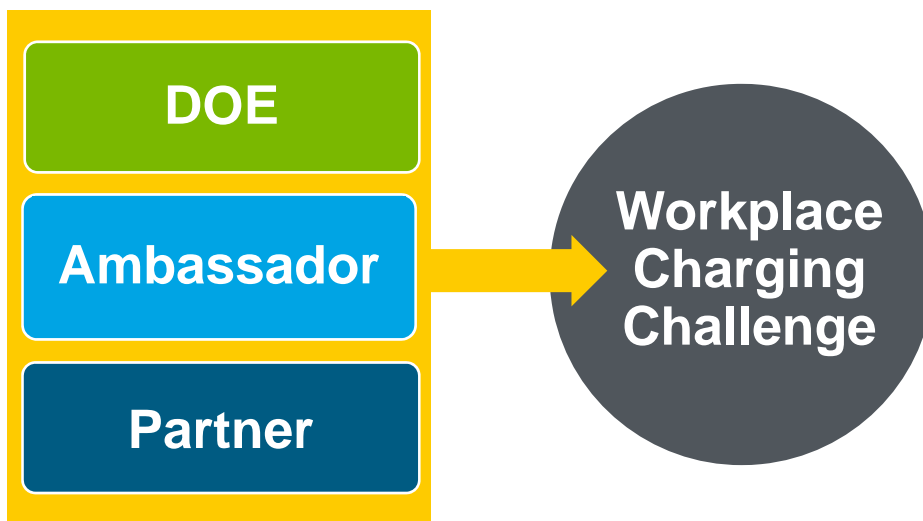 DOE
Ambassador
Partner
Workplace
Charging
Challenge